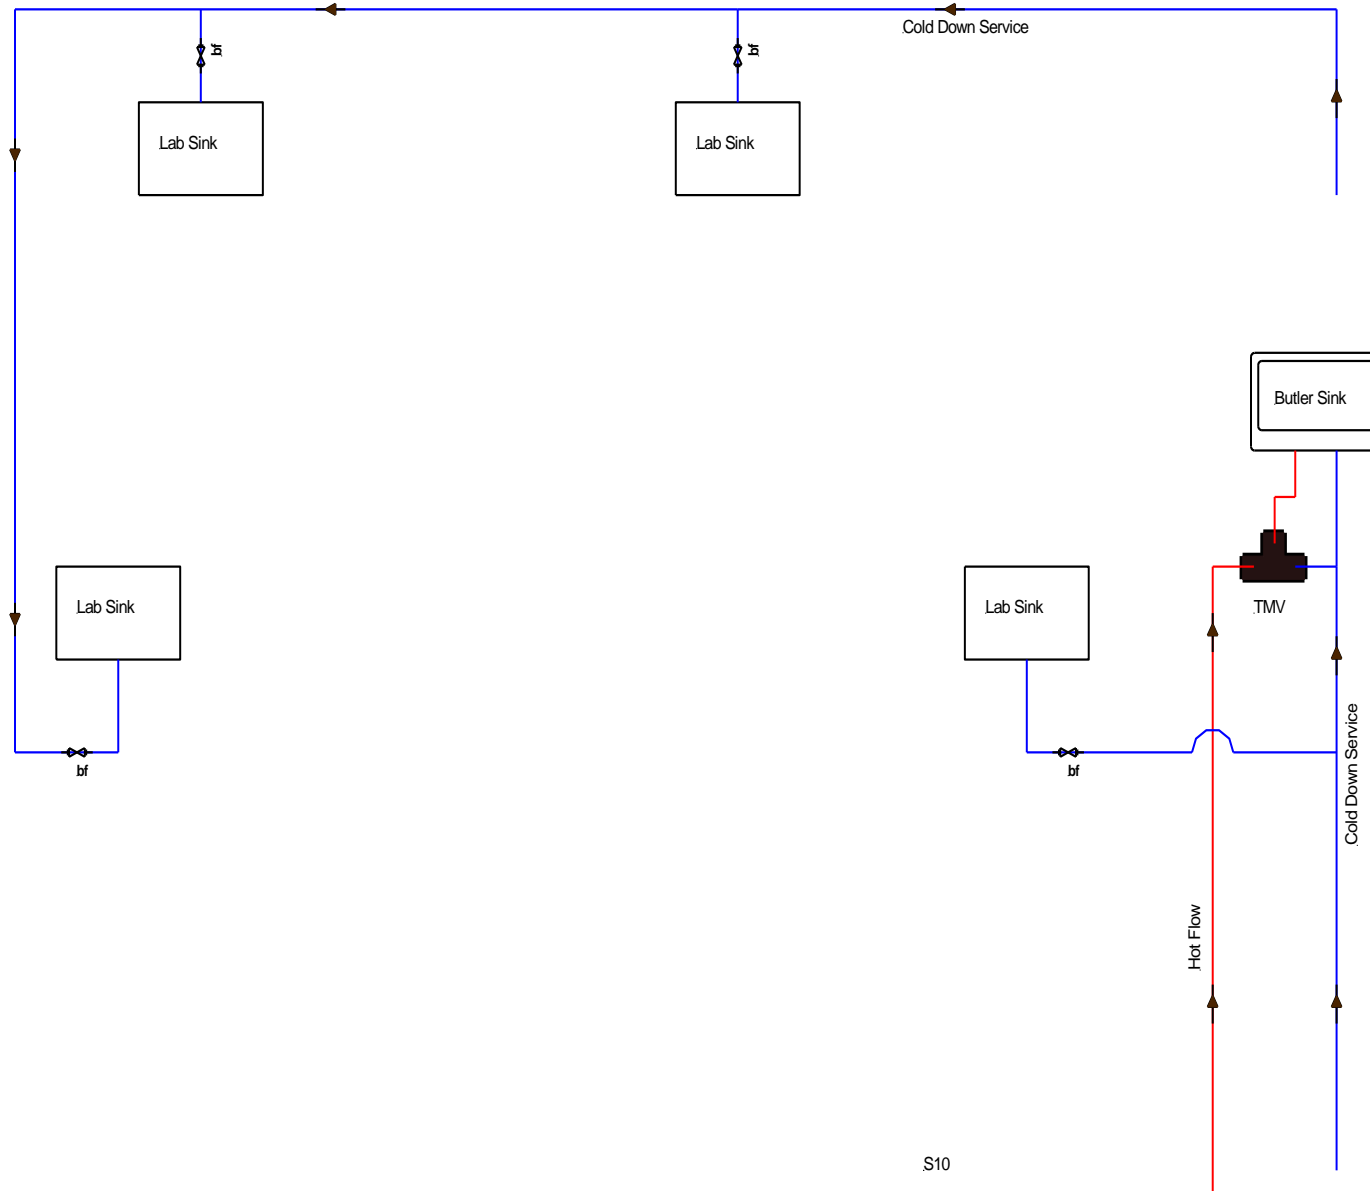 Cold Down Service
bf
bf
Lab Sink
Lab Sink
Butler Sink
Lab Sink
Lab Sink
TMV
bf
bf
Cold Down Service
Hot Flow
S10